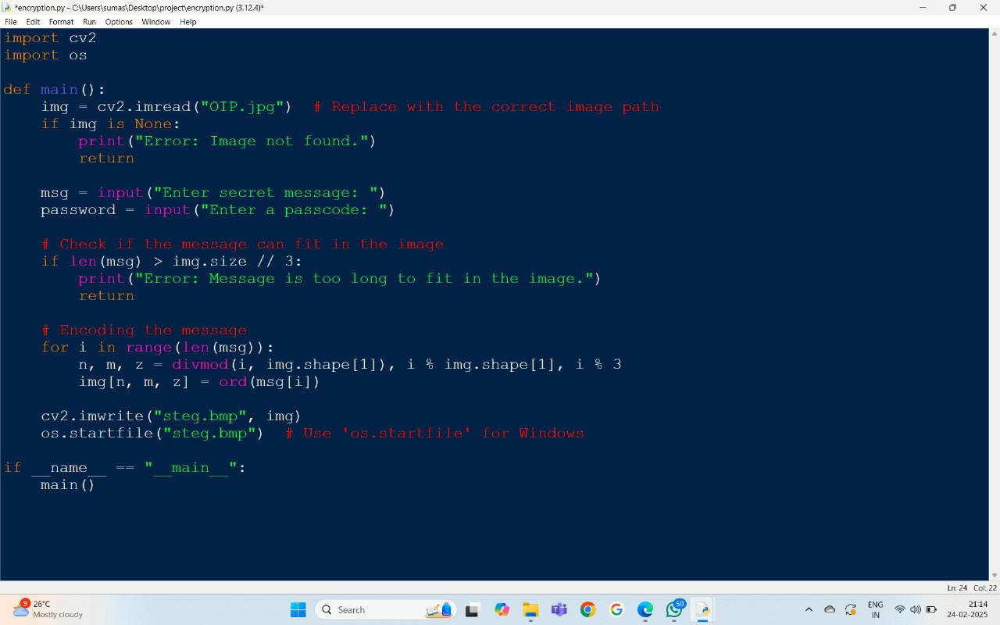 *encryption.py - C:\Users\sumas\Desktop\project\encryption.py (3.12.4)*
File Edit Format Run Options Window Help
import cv2
import os

def main():
    img = cv2.imread("OIP.jpg")  # Replace with the correct image path
    if img is None:
        print("Error: Image not found.")
        return

    msg = input("Enter secret message: ")
    password = input("Enter a passcode: ")

    # Check if the message can fit in the image
    if len(msg) > img.size // 3:
        print("Error: Message is too long to fit in the image.")
        return

    # Encoding the message
    for i in range(len(msg)):
        n, m, z = divmod(i, img.shape[1]), i % img.shape[1], i % 3
        img[n, m, z] = ord(msg[i])

    cv2.imwrite("steg.bmp", img)
    os.startfile("steg.bmp")  # Use 'os.startfile' for Windows

if __name__ == "__main__":
    main()
Ln: 24 Col: 22
9
26°C
Mostly cloudy
Search
50
ENG
IN
21:14
24-02-2025